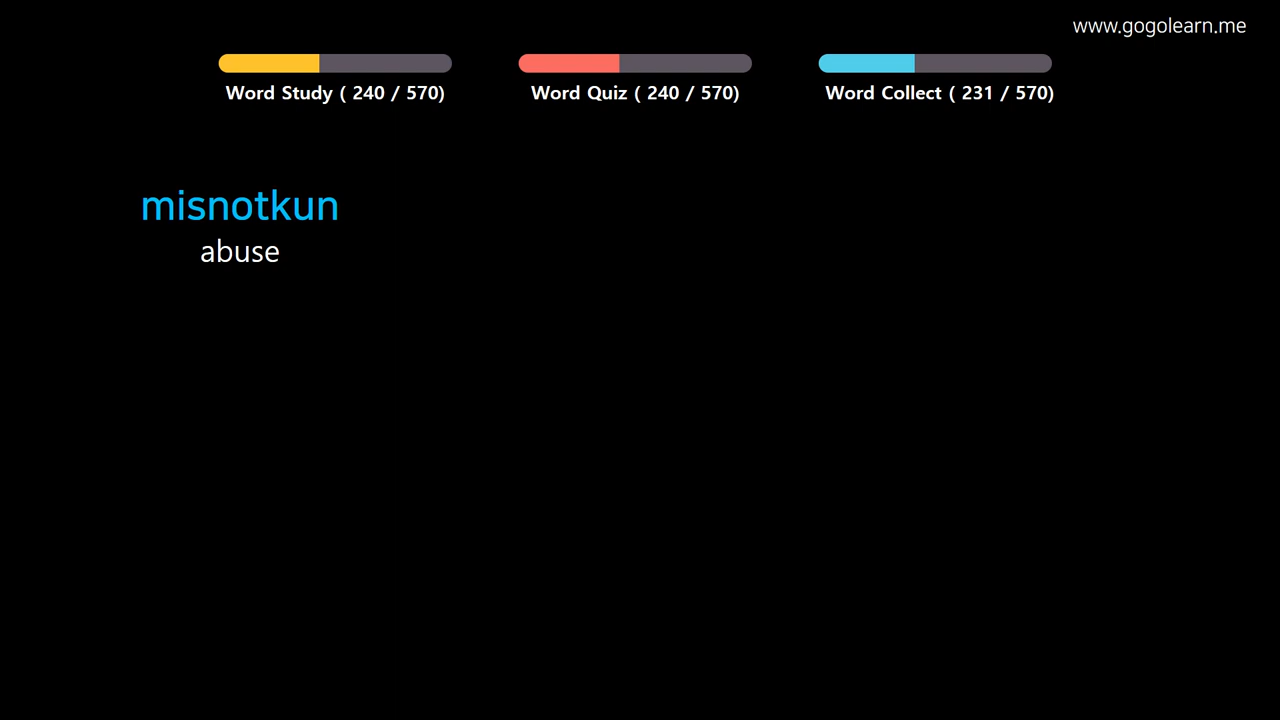 www.gogolearn.me
Word Study ( 240 / 570)
Word Quiz ( 240 / 570)
Word Collect ( 231 / 570)
misnotkun
abuse